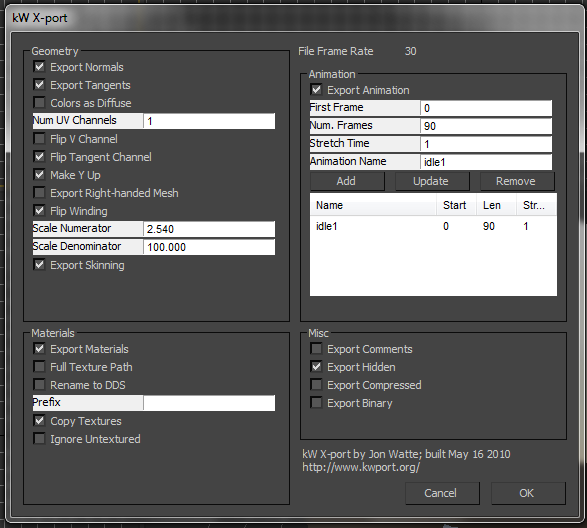 kW X-port
Geometry
Export Normals
Export Tangents
Colors as Diffuse
Num UV Channels 1
Flip V Channel
Flip Tangent Channel
Make Y Up
Export Right-handed Mesh
Flip Winding
Scale Numerator 2.540
Scale Denominator 100.000
Export Skinning
Materials
Export Materials
Full Texture Path
Rename to DDS
Prefix
Copy Textures
Ignore Untextured
File Frame Rate 30
Animation
Export Animation
First Frame 0
Num. Frames 90
Stretch Time 1
Animation Name idle1
Add Update Remove
Name Start Len Str...
idle1 0 90 1
Misc
Export Comments
Export Hidden
Export Compressed
Export Binary
kW X-port by Jon Watte; built May 16 2010
http://www.kwport.org/
Cancel OK